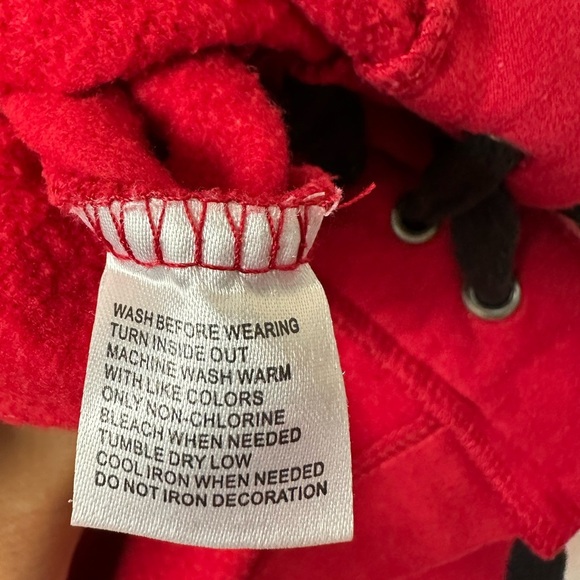 WASH BEFORE WEARING
TURN INSIDE OUT
MACHINE WASH WARM
WITH LIKE COLORS
ONLY NON-CHLORINE
BLEACH WHEN NEEDED
TUMBLE DRY LOW
COOL IRON WHEN NEEDED
DO NOT IRON DECORATION